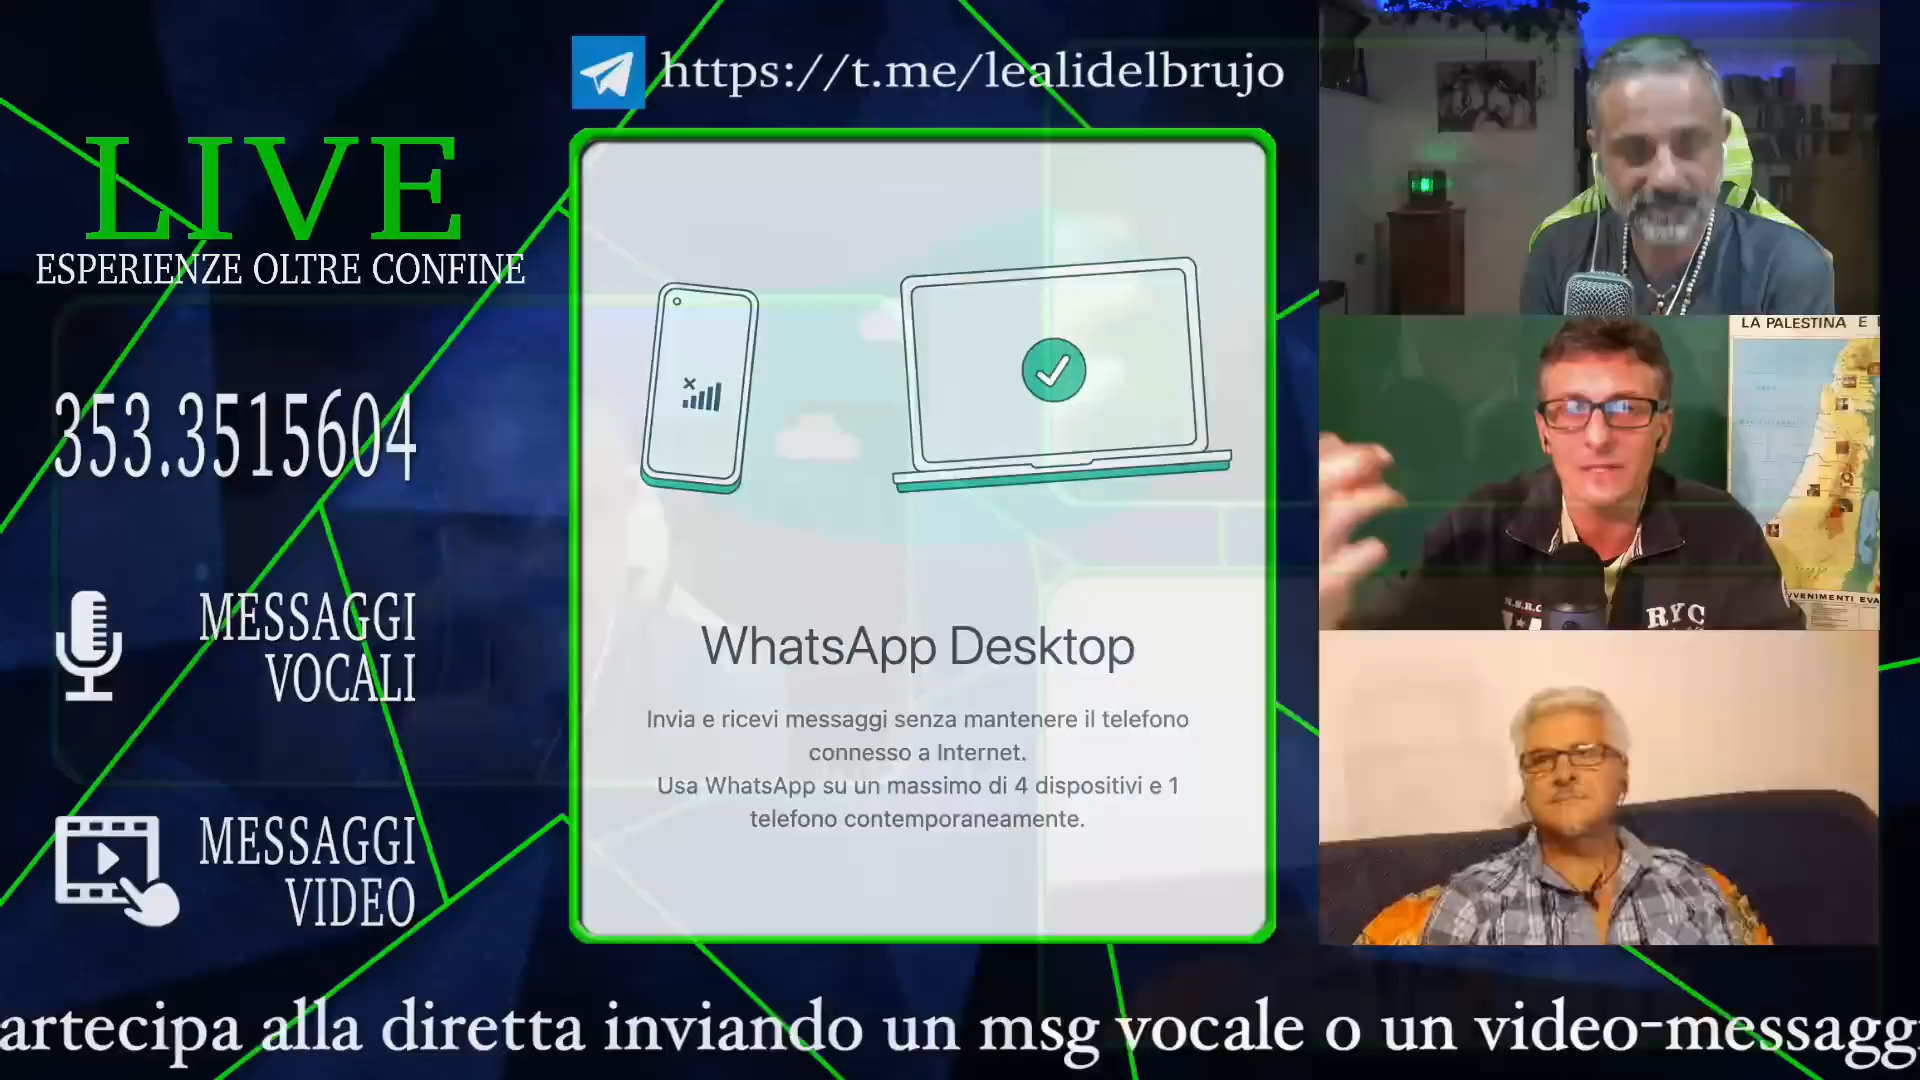 https://t.me/lealidelbrujo
LIVE
ESPERIENZE OLTRE CONFINE
353.3515604
MESSAGGI
VOCALI
MESSAGGI
VIDEO
WhatsApp Desktop
Invia e ricevi messaggi senza mantenere il telefono
connesso a Internet.
Usa WhatsApp su un massimo di 4 dispositivi e 1
telefono contemporaneamente.
LA PALESTINA E
RYC
artecipa alla diretta inviando un msg vocale o un video-messagg